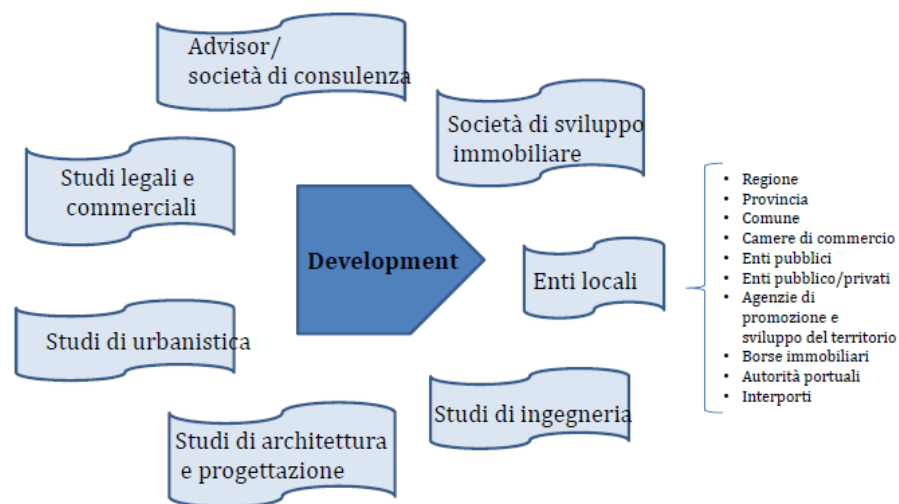 Advisor/
società di consulenza
Società di sviluppo
immobiliare
Studi legali e
commerciali
Development
Enti locali
• Regione
• Provincia
• Comune
• Camere di commercio
• Enti pubblici
• Enti pubblico/privati
• Agenzie di
promozione e
sviluppo del territorio
• Borse immobiliari
• Autorità portuali
• Interporti
Studi di urbanistica
Studi di ingegneria
Studi di architettura
e progettazione